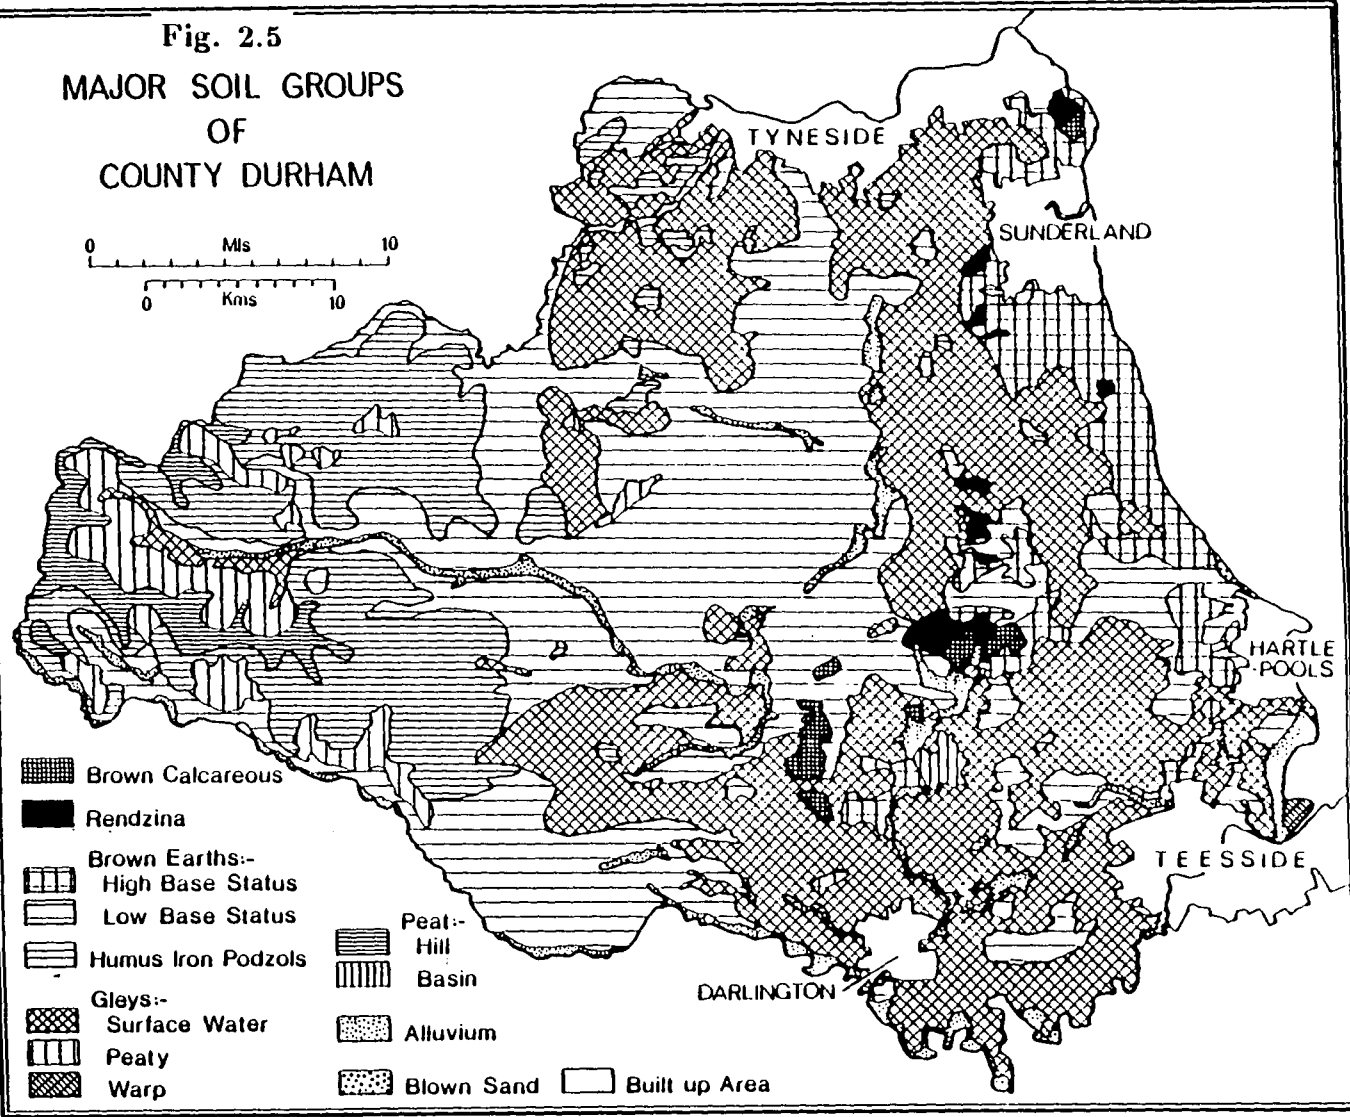 Fig. 2.5
MAJOR SOIL GROUPS
OF
COUNTY DURHAM
0 Mls 10
0 Kms 10
TYNESIDE
SUNDERLAND
HARTLE
-POOLS
TEESSIDE
DARLINGTON
Brown Calcareous
Rendzina
Brown Earths:-
High Base Status
Low Base Status
Humus Iron Podzols
Gleys:-
Surface Water
Peaty
Warp
Peat:-
Hill
Basin
Alluvium
Blown Sand
Built up Area